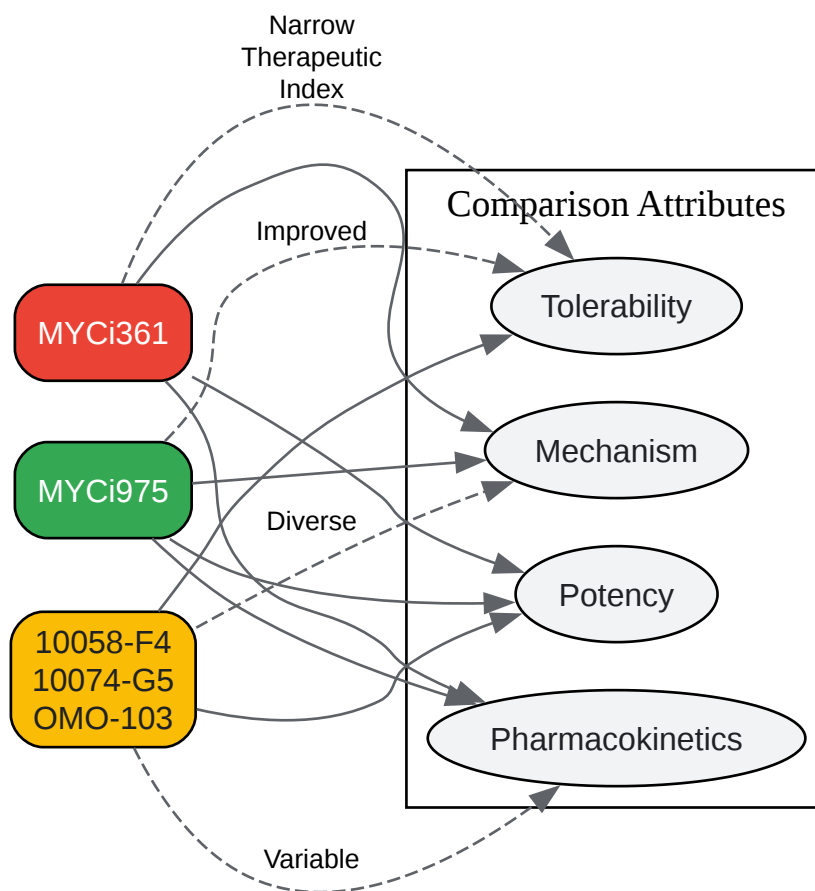 Narrow
Therapeutic
Index
Comparison Attributes
Improved
Tolerability
MYCi361
Mechanism
MYCi975
Diverse
Potency
10058-F4
10074-G5
OMO-103
Pharmacokinetics
Variable